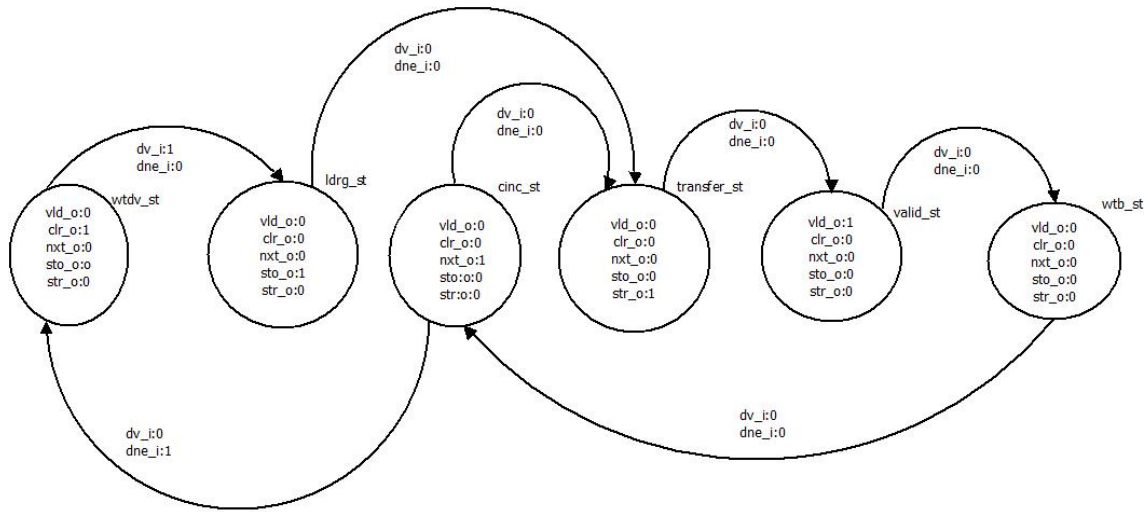 dv_i:0
dne_i:0
dv_i:0
dne_i:0
dv_i:0
dne_i:0
dv_i:1
dne_i:0
dv_i:0
dne_i:0
wtdv_st
ldrg_st
cinc_st
transfer_st
valid_st
wtb_st
vld_o:0
clr_o:1
nxt_o:0
sto_o:o
str_o:0
vld_o:0
clr_o:0
nxt_o:0
sto_o:1
str_o:0
vld_o:0
clr_o:0
nxt_o:1
sto:o:0
str:o:0
vld_o:0
clr_o:0
nxt_o:0
sto_o:0
str_o:1
vld_o:1
clr_o:0
nxt_o:0
sto_o:0
str_o:0
vld_o:0
clr_o:0
nxt_o:0
sto_o:0
str_o:0
dv_i:0
dne_i:1
dv_i:0
dne_i:0